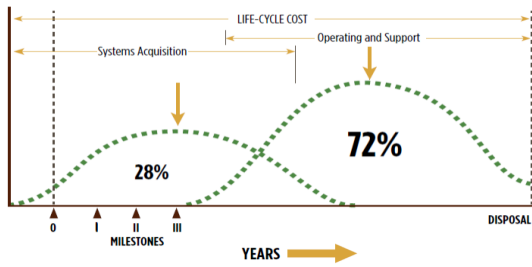 LIFE-CYCLE COST
Operating and Support
Systems Acquisition
72%
28%
0 I II III
MILESTONES
DISPOSAL
YEARS